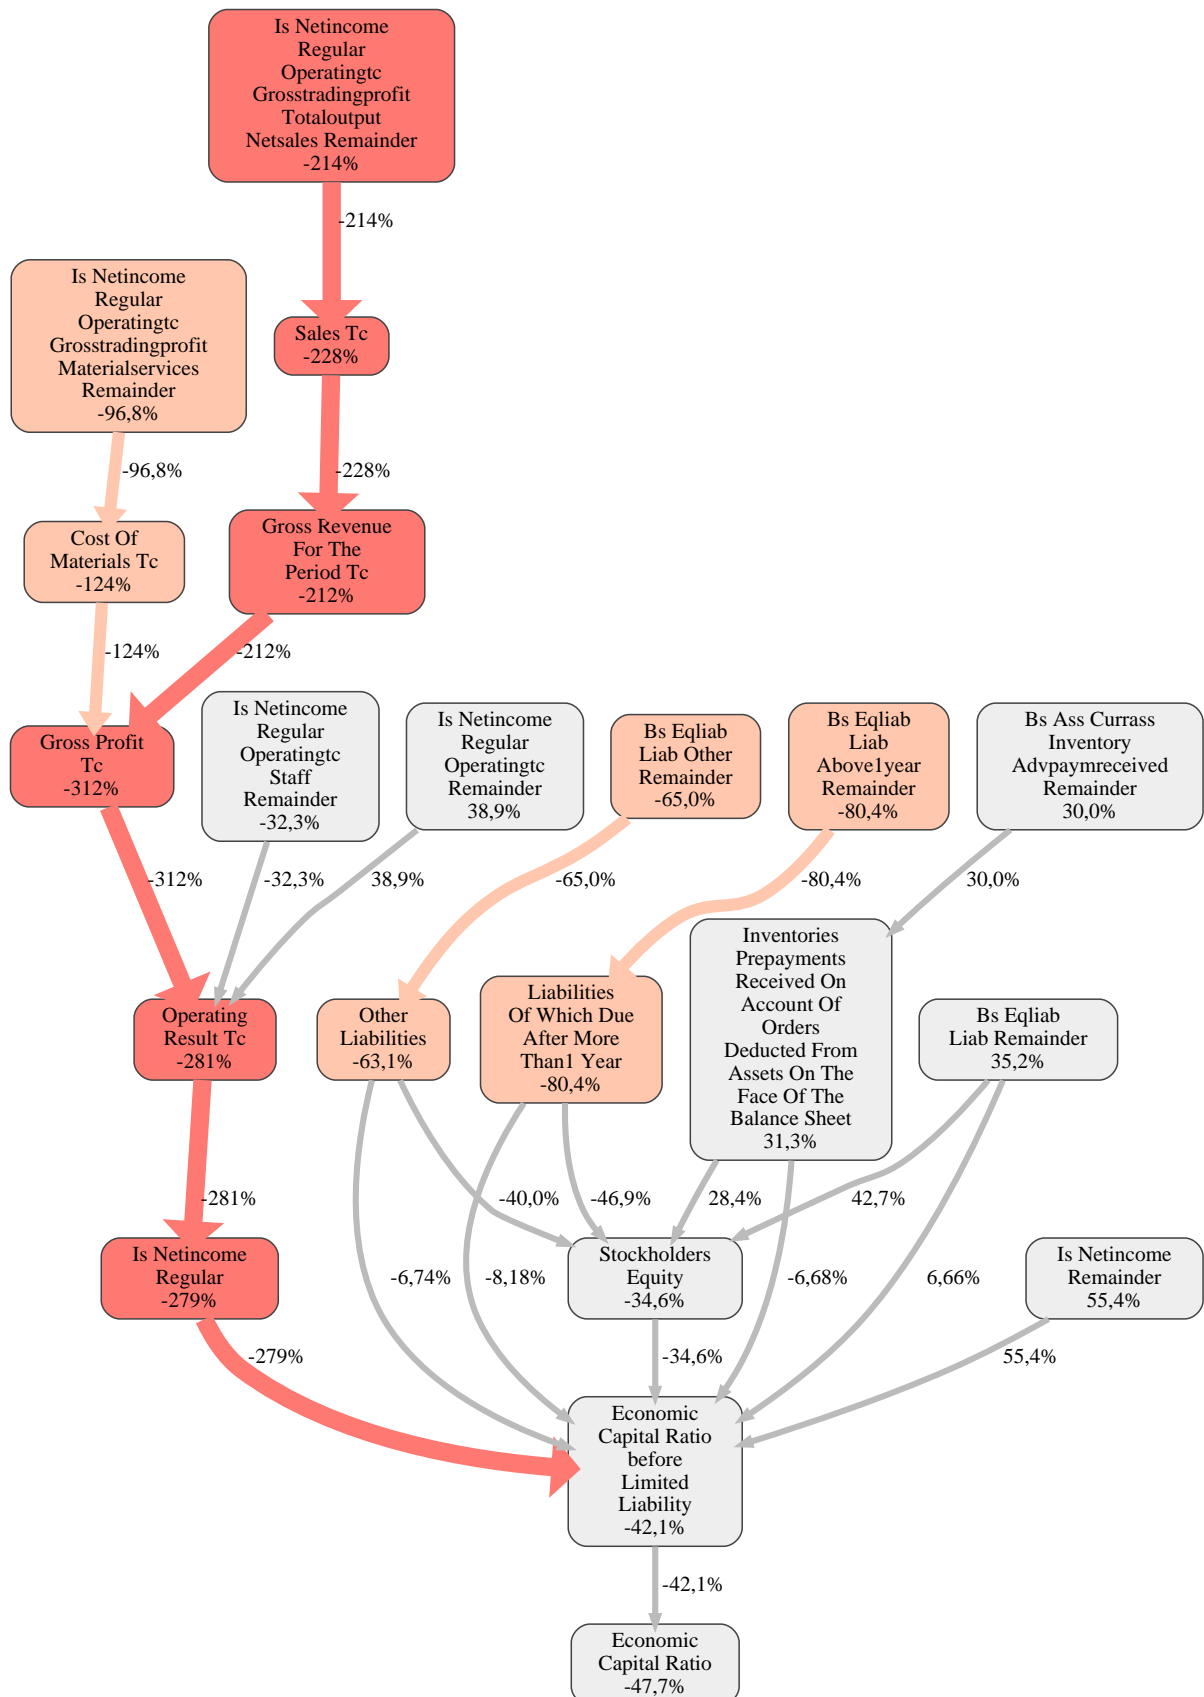 Is Netincome
Regular
Operatingtc
Grosstradingprofit
Totaloutput
Netsales Remainder
-214%
-214%
Is Netincome
Regular
Operatingtc
Grosstradingprofit
Materialservices
Remainder
-96,8%
Sales Tc
-228%
-96,8%
-228%
Cost Of
Materials Tc
-124%
Gross Revenue
For The
Period Tc
-212%
-124%
-212%
Gross Profit
Tc
-312%
Is Netincome
Regular
Operatingtc
Staff
Remainder
-32,3%
Is Netincome
Regular
Operatingtc
Remainder
38,9%
Bs Eqliab
Liab Other
Remainder
-65,0%
Bs Eqliab
Liab
Above1year
Remainder
-80,4%
Bs Ass Currass
Inventory
Advpaymreceived
Remainder
30,0%
-312%
-32,3%
38,9%
-65,0%
-80,4%
30,0%
Operating
Result Tc
-281%
Other
Liabilities
-63,1%
Liabilities
Of Which Due
After More
Than1 Year
-80,4%
Inventories
Prepayments
Received On
Account Of
Orders
Deducted From
Assets On The
Face Of The
Balance Sheet
31,3%
Bs Eqliab
Liab Remainder
35,2%
-281%
-40,0%
-46,9%
28,4%
42,7%
Is Netincome
Regular
-279%
-6,74%
-8,18%
Stockholders
Equity
-34,6%
-6,68%
6,66%
Is Netincome
Remainder
55,4%
-279%
-34,6%
55,4%
Economic
Capital Ratio
before
Limited
Liability
-42,1%
-42,1%
Economic
Capital Ratio
-47,7%